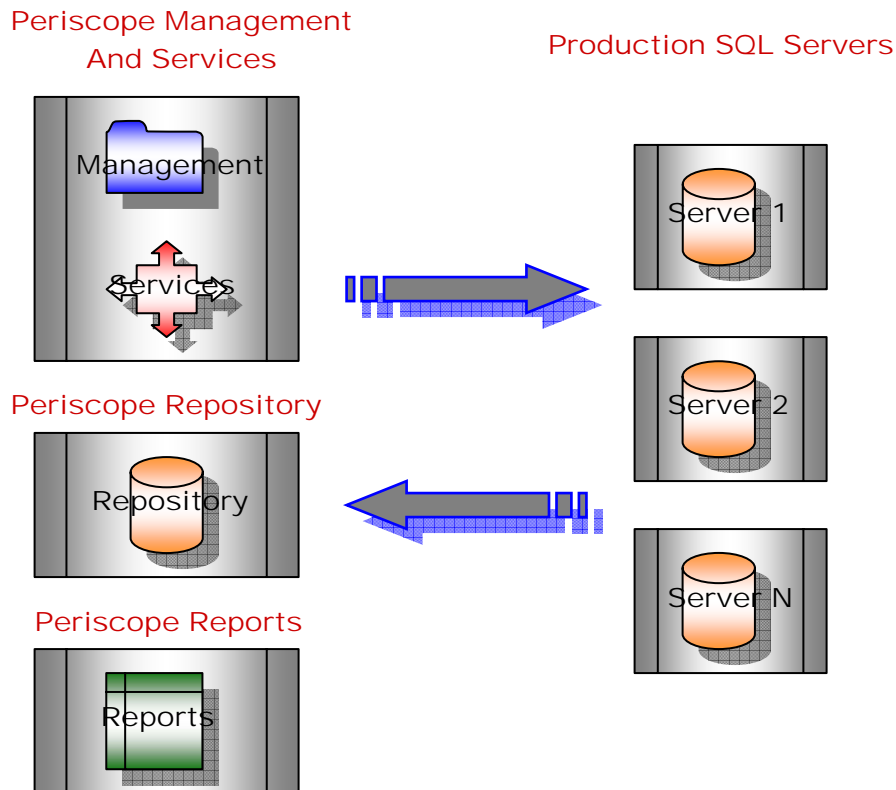 Periscope Management
And Services
Management
Services
Periscope Repository
Repository
Periscope Reports
Reports
Production SQL Servers
Server 1
Server 2
Server N